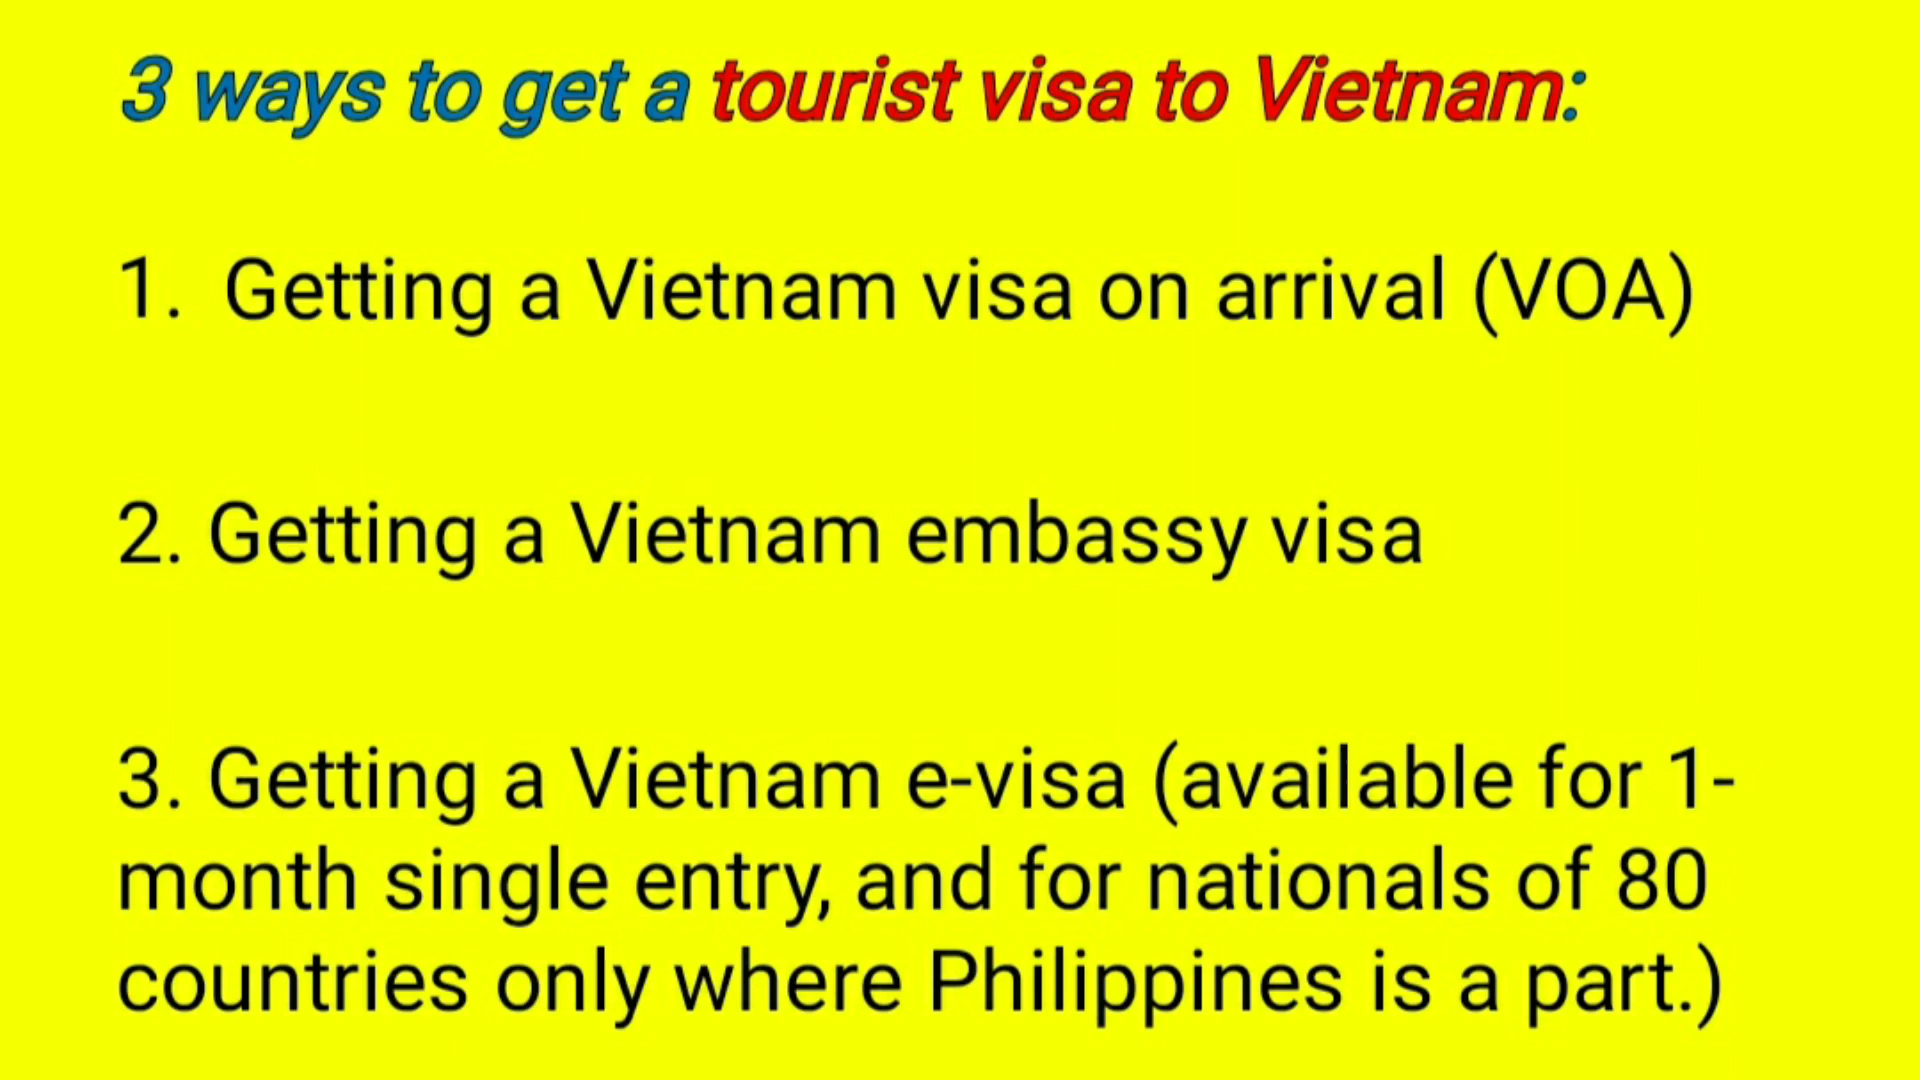 3 ways to get a tourist visa to Vietnam:
1. Getting a Vietnam visa on arrival (VOA)
2. Getting a Vietnam embassy visa
3. Getting a Vietnam e-visa (available for 1-
month single entry, and for nationals of 80
countries only where Philippines is a part.)